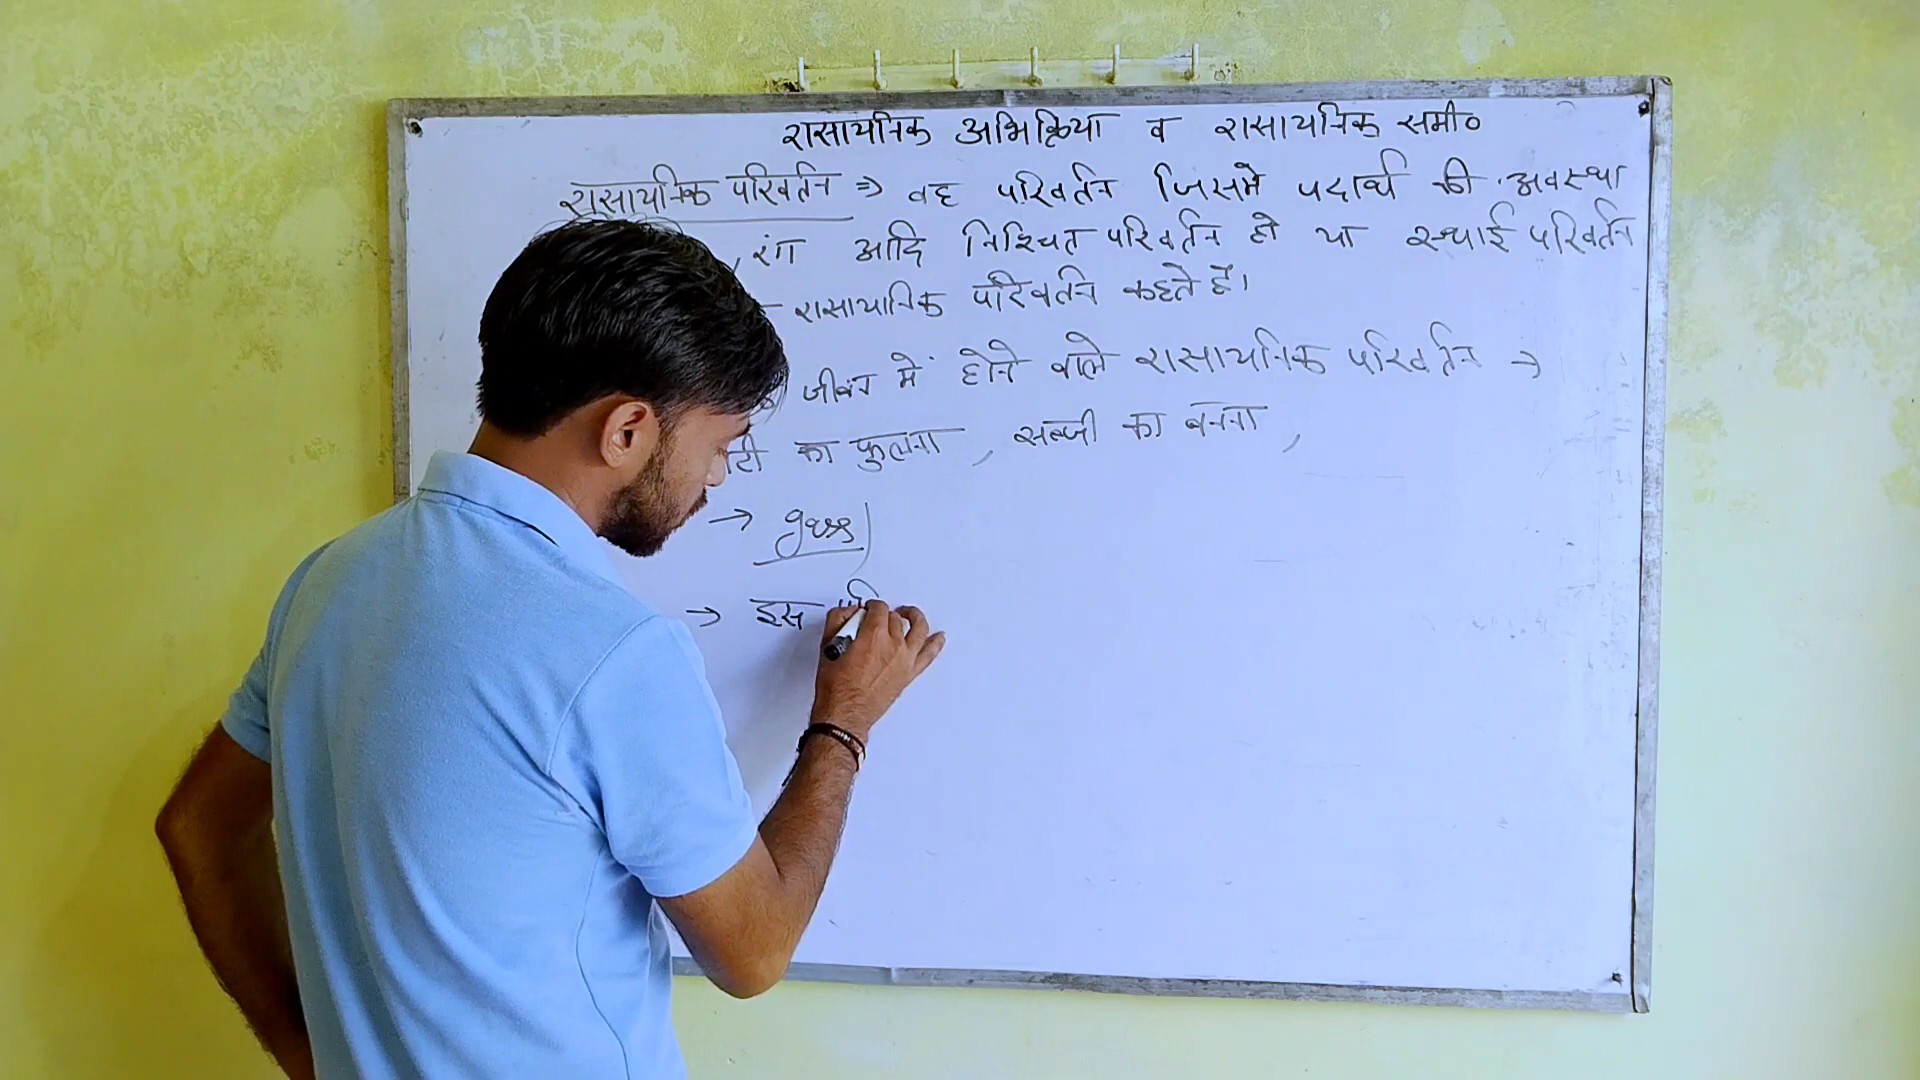 रासायनिक अभिक्रिया व रासायनिक समी०
रासायनिक परिवर्तन ⇒ वह परिवर्तन जिसमे पदार्थ की अवस्था
, रंग आदि निश्चित परिवर्तन हो या स्थाई परिवर्तन
रासायनिक परिवर्तन कहते हैं।
जीवन में होने वाले रासायनिक परिवर्तन →
का फुलना , सब्जी का बनना ,
→
→ इस